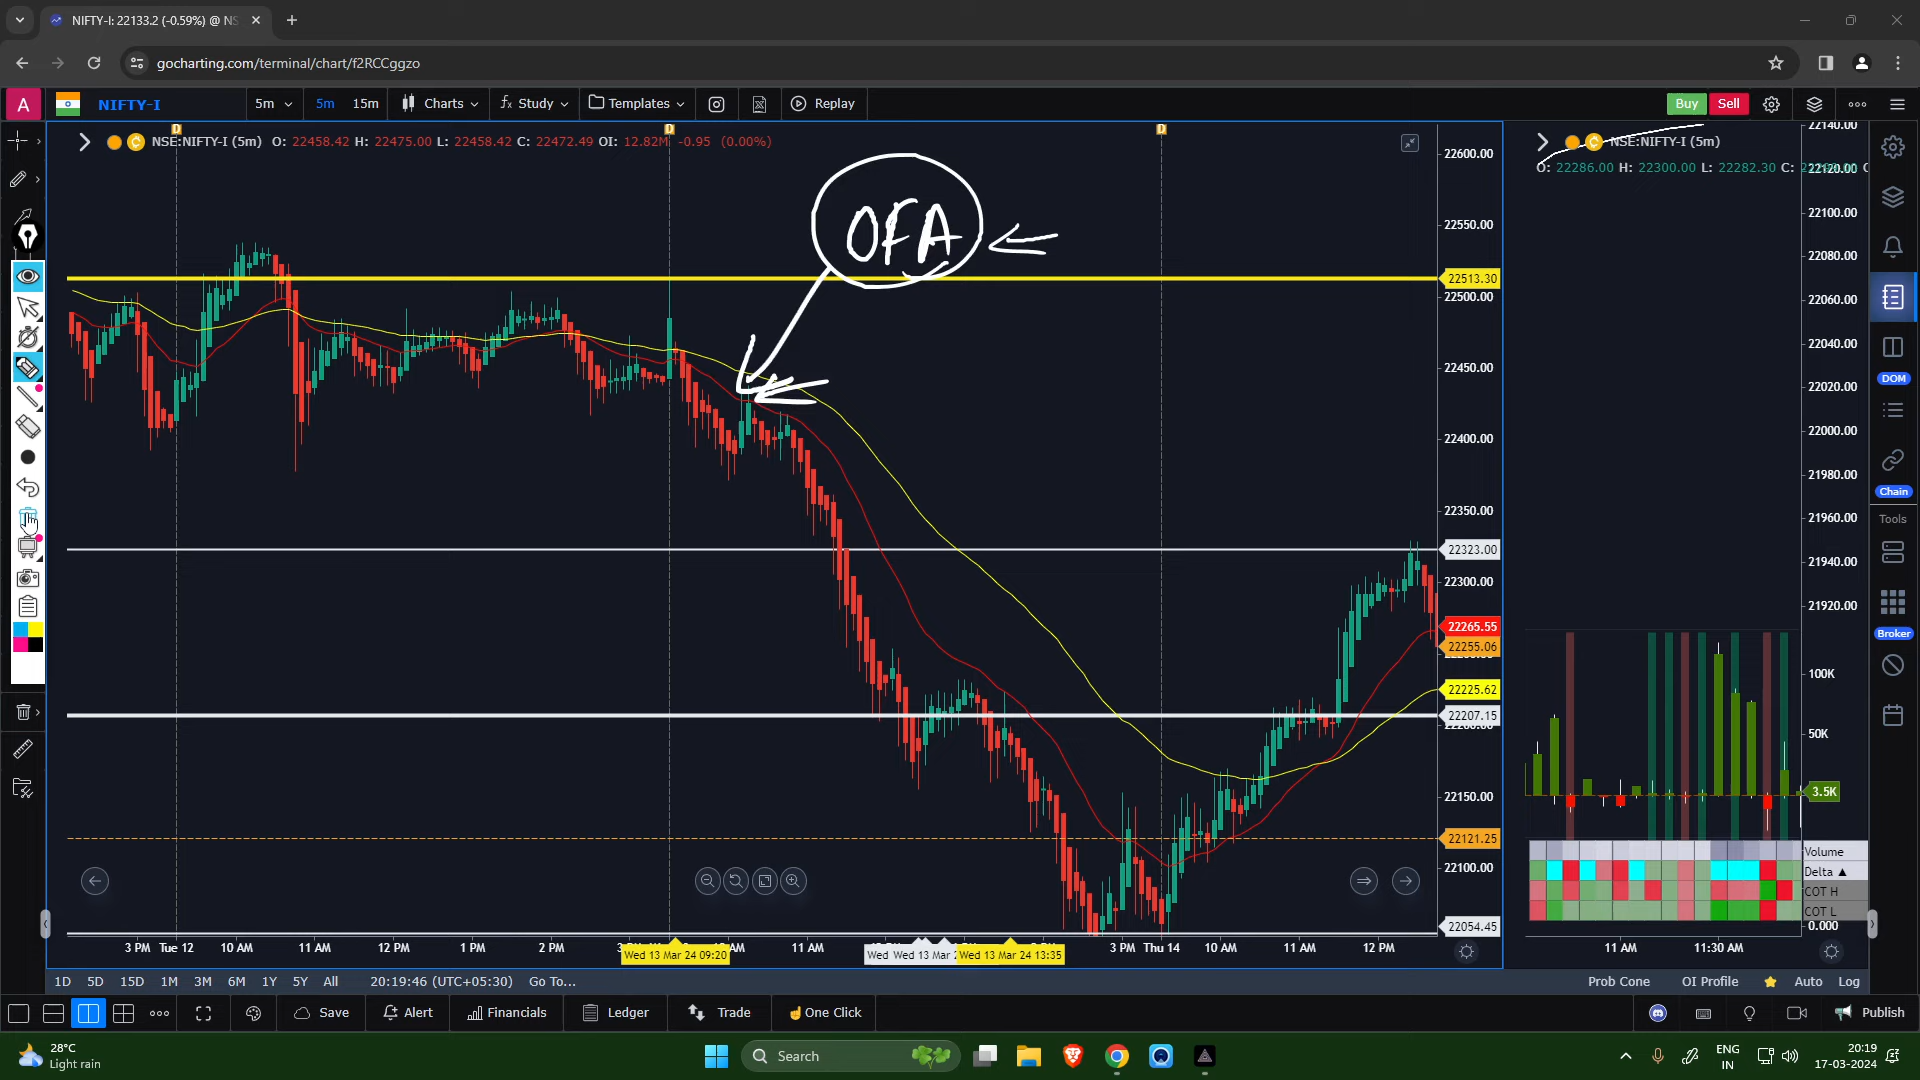 NIFTY-I: 22133.2 (-0.59%) @ NS
gocharting.com/terminal/chart/f2RCCggzo
A NIFTY-I 5m 5m 15m Charts Study Templates Replay Buy Sell
NSE:NIFTY-I (5m) O: 22458.42 H: 22475.00 L: 22458.42 C: 22472.49 OI: 12.82M -0.95 (0.00%)
NSE:NIFTY-I (5m)
O: 22286.00 H: 22300.00 L: 22282.30 C:
D D D
OFA
22600.00
22550.00
22513.30
22500.00
22450.00
22400.00
22350.00
22323.00
22300.00
22265.55
22255.06
22225.62
22207.15
22150.00
22121.25
22100.00
22054.45
22140.00
22120.00
22100.00
22080.00
22060.00
22040.00
22020.00
22000.00
21980.00
21960.00
21940.00
21920.00
100K
50K
3.5K
Volume
Delta ▲
COT H
COT L
0.00
DOM
Chain
Tools
Broker
3 PM Tue 12 10 AM 11 AM 12 PM 1 PM 2 PM 11 AM 3 PM Thu 14 10 AM 11 AM 12 PM
Wed 13 Mar 24 09:20 Wed Wed 13 Mar Wed 13 Mar 24 13:35
11 AM 11:30 AM
1D 5D 15D 1M 3M 6M 1Y 5Y All 20:19:46 (UTC+05:30) Go To... Prob Cone OI Profile Auto Log
Save Alert Financials Ledger Trade One Click Publish
28°C
Light rain
Search
ENG
IN
20:19
17-03-2024